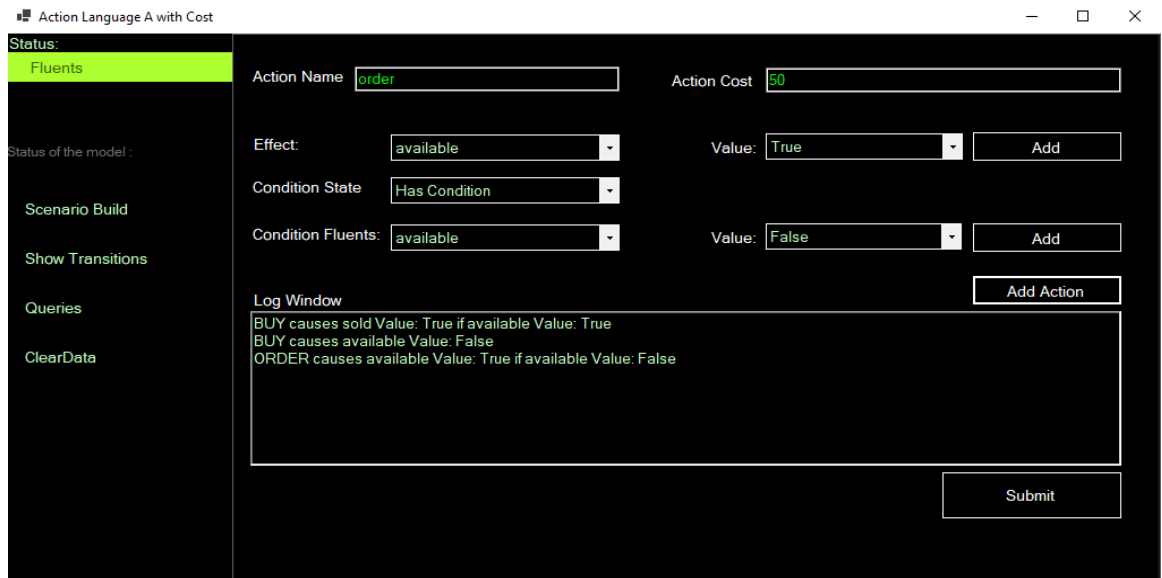 Action Language A with Cost
Status:
Fluents
Status of the model :
Scenario Build
Show Transitions
Queries
ClearData
Action Name order Action Cost 50
Effect: available Value: True Add
Condition State Has Condition
Condition Fluents: available Value: False Add
Add Action
Log Window
BUY causes sold Value: True if available Value: True
BUY causes available Value: False
ORDER causes available Value: True if available Value: False
Submit